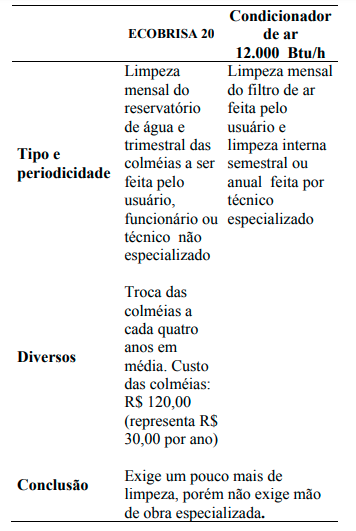 ECOBRISA 20
Condicionador
de ar
12.000 Btu/h
Tipo e
periodicidade
Limpeza
mensal do
reservatório
de água e
trimestral das
colméias a ser
feita pelo
usuário,
funcionário ou
técnico não
especializado
Limpeza mensal
do filtro de ar
feita pelo
usuário e
limpeza interna
semestral ou
anual feita por
técnico
especializado
Diversos
Troca das
colméias a
cada quatro
anos em
média. Custo
das colméias:
R$ 120,00
(representa R$
30,00 por ano)
Conclusão
Exige um pouco mais de
limpeza, porém não exige mão
de obra especializada.